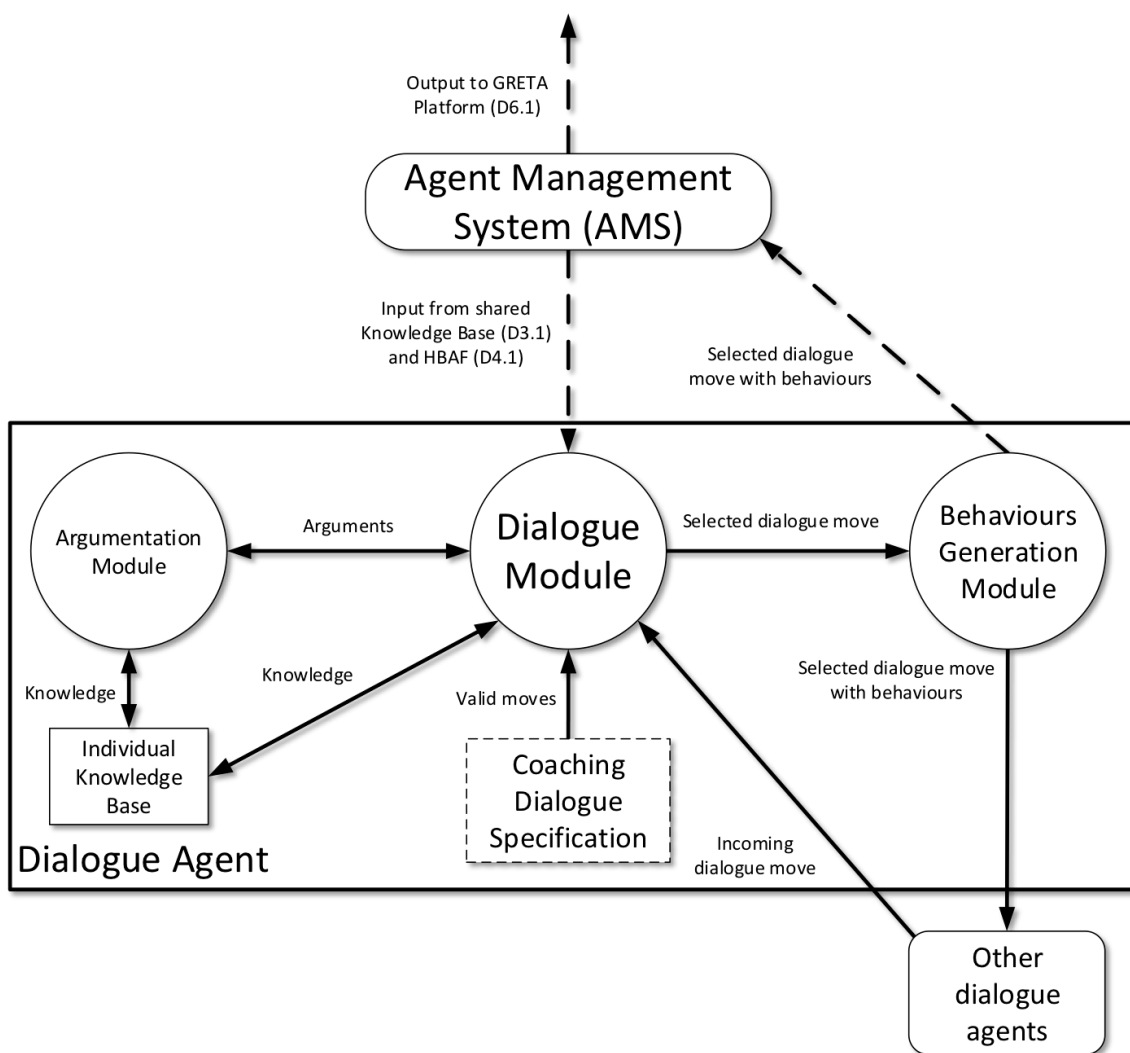 Output to GRETA
Platform (D6.1)
Agent Management
System (AMS)
Input from shared
Knowledge Base (D3.1)
and HBAF (D4.1)
Selected dialogue
move with behaviours
Argumentation
Module
Arguments
Dialogue
Module
Selected dialogue move
Behaviours
Generation
Module
Knowledge
Knowledge
Valid moves
Selected dialogue move
with behaviours
Individual
Knowledge
Base
Coaching
Dialogue
Specification
Dialogue Agent
Incoming
dialogue move
Other
dialogue
agents